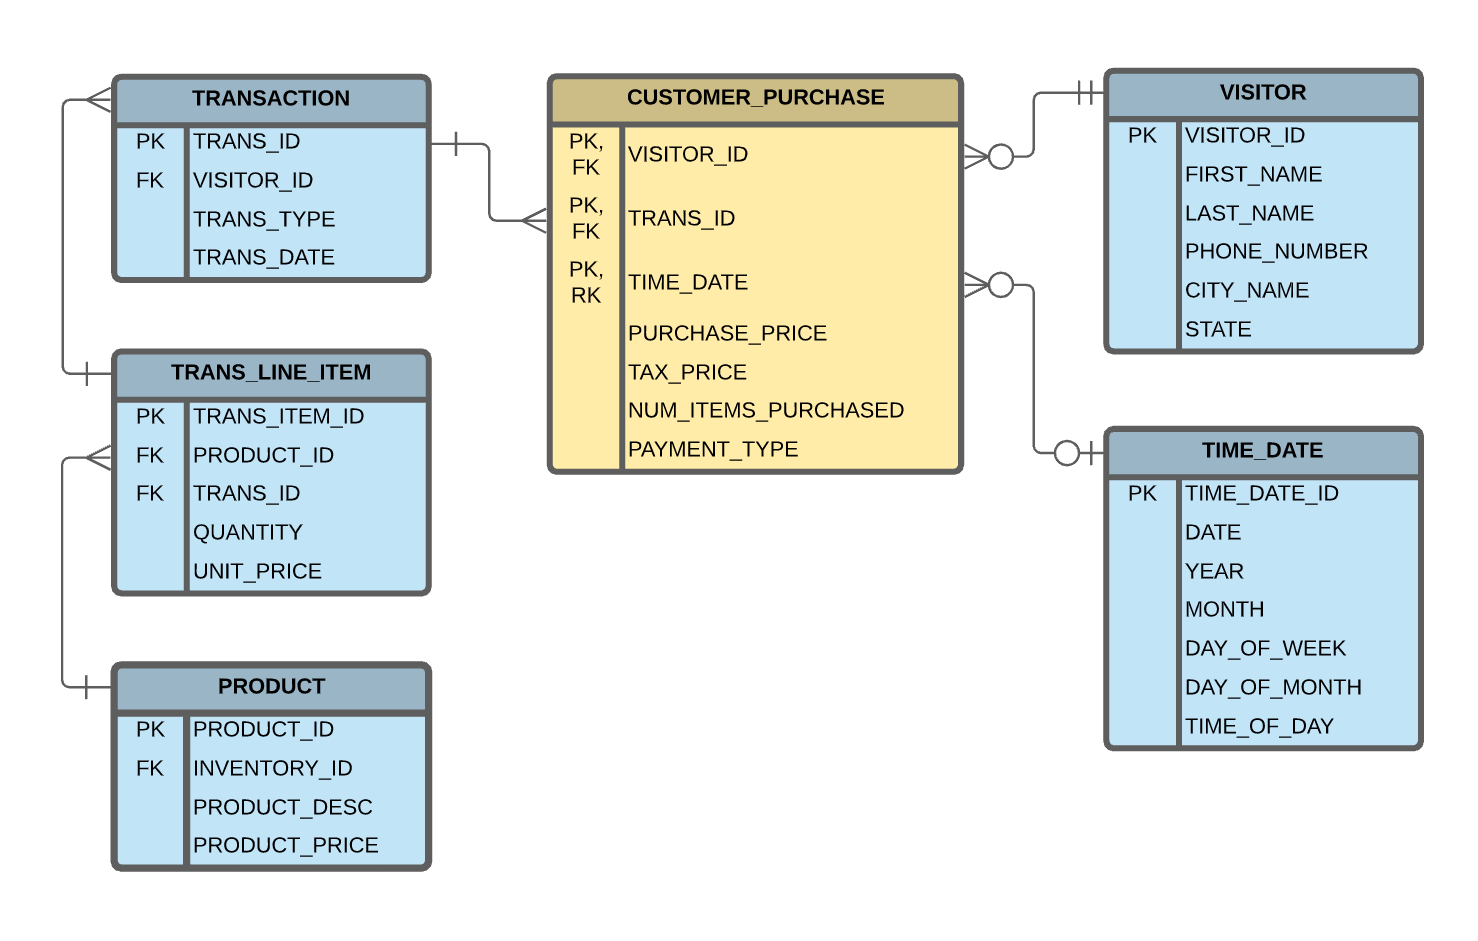 TRANSACTION
PK TRANS_ID
FK VISITOR_ID
TRANS_TYPE
TRANS_DATE
TRANS_LINE_ITEM
PK TRANS_ITEM_ID
FK PRODUCT_ID
FK TRANS_ID
QUANTITY
UNIT_PRICE
PRODUCT
PK PRODUCT_ID
FK INVENTORY_ID
PRODUCT_DESC
PRODUCT_PRICE
CUSTOMER_PURCHASE
PK,
FK
VISITOR_ID
PK,
FK
TRANS_ID
PK,
RK
TIME_DATE
PURCHASE_PRICE
TAX_PRICE
NUM_ITEMS_PURCHASED
PAYMENT_TYPE
VISITOR
PK VISITOR_ID
FIRST_NAME
LAST_NAME
PHONE_NUMBER
CITY_NAME
STATE
TIME_DATE
PK TIME_DATE_ID
DATE
YEAR
MONTH
DAY_OF_WEEK
DAY_OF_MONTH
TIME_OF_DAY